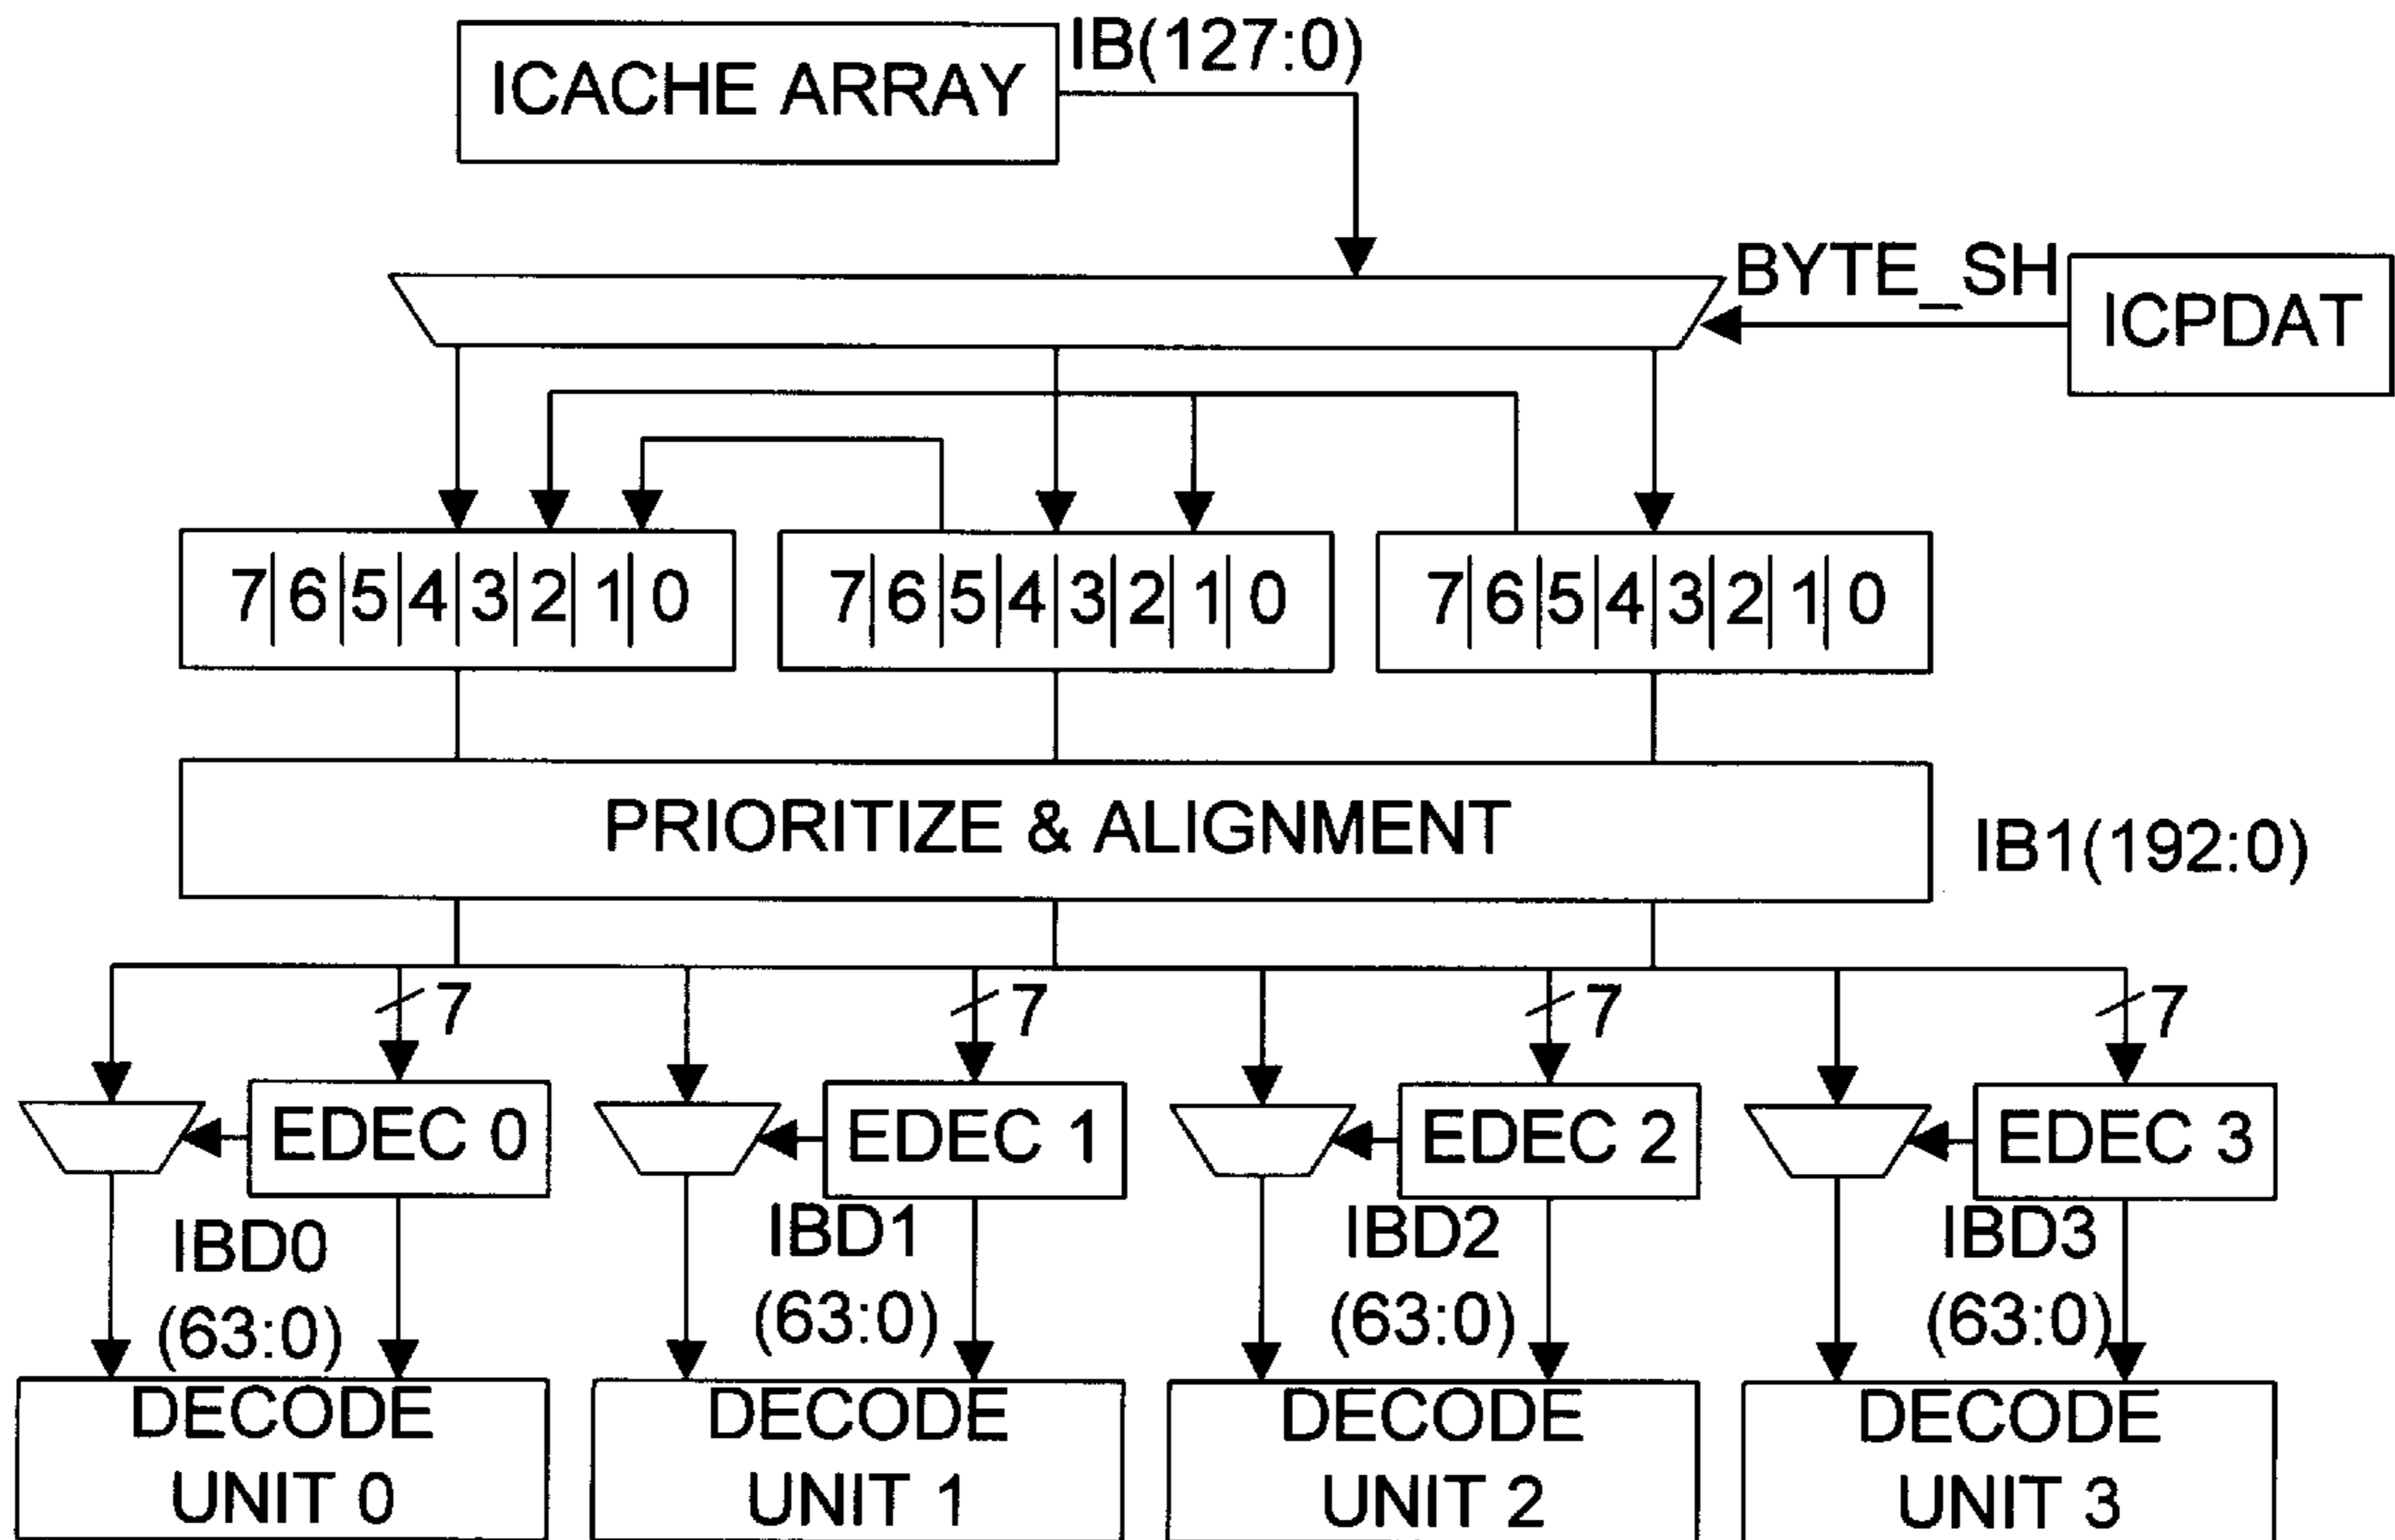 IB(127:0)
ICACHE ARRAY
BYTE_SH
ICPDAT
7 6 5 4 3 2 1 0
7 6 5 4 3 2 1 0
7 6 5 4 3 2 1 0
PRIORITIZE & ALIGNMENT
IB1(192:0)
7
7
7
7
EDEC 0
EDEC 1
EDEC 2
EDEC 3
IBD0
(63:0)
IBD1
(63:0)
IBD2
(63:0)
IBD3
(63:0)
DECODE
UNIT 0
DECODE
UNIT 1
DECODE
UNIT 2
DECODE
UNIT 3